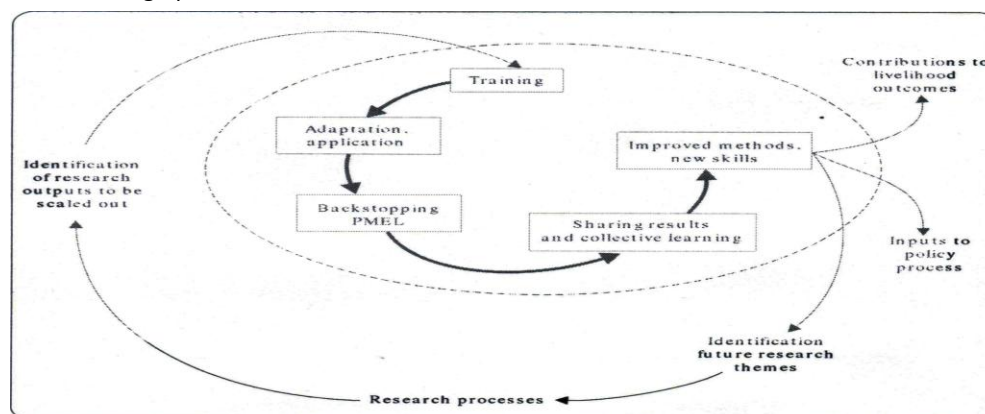 Training
Contributions to
livelihood
outcomes
Adaptation,
application
Improved methods,
new skills
Identification
of research
outputs to be
scaled out
Backstopping
PMEL
Sharing results
and collective learning
Inputs to
policy
process
Identification
future research
themes
Research processes